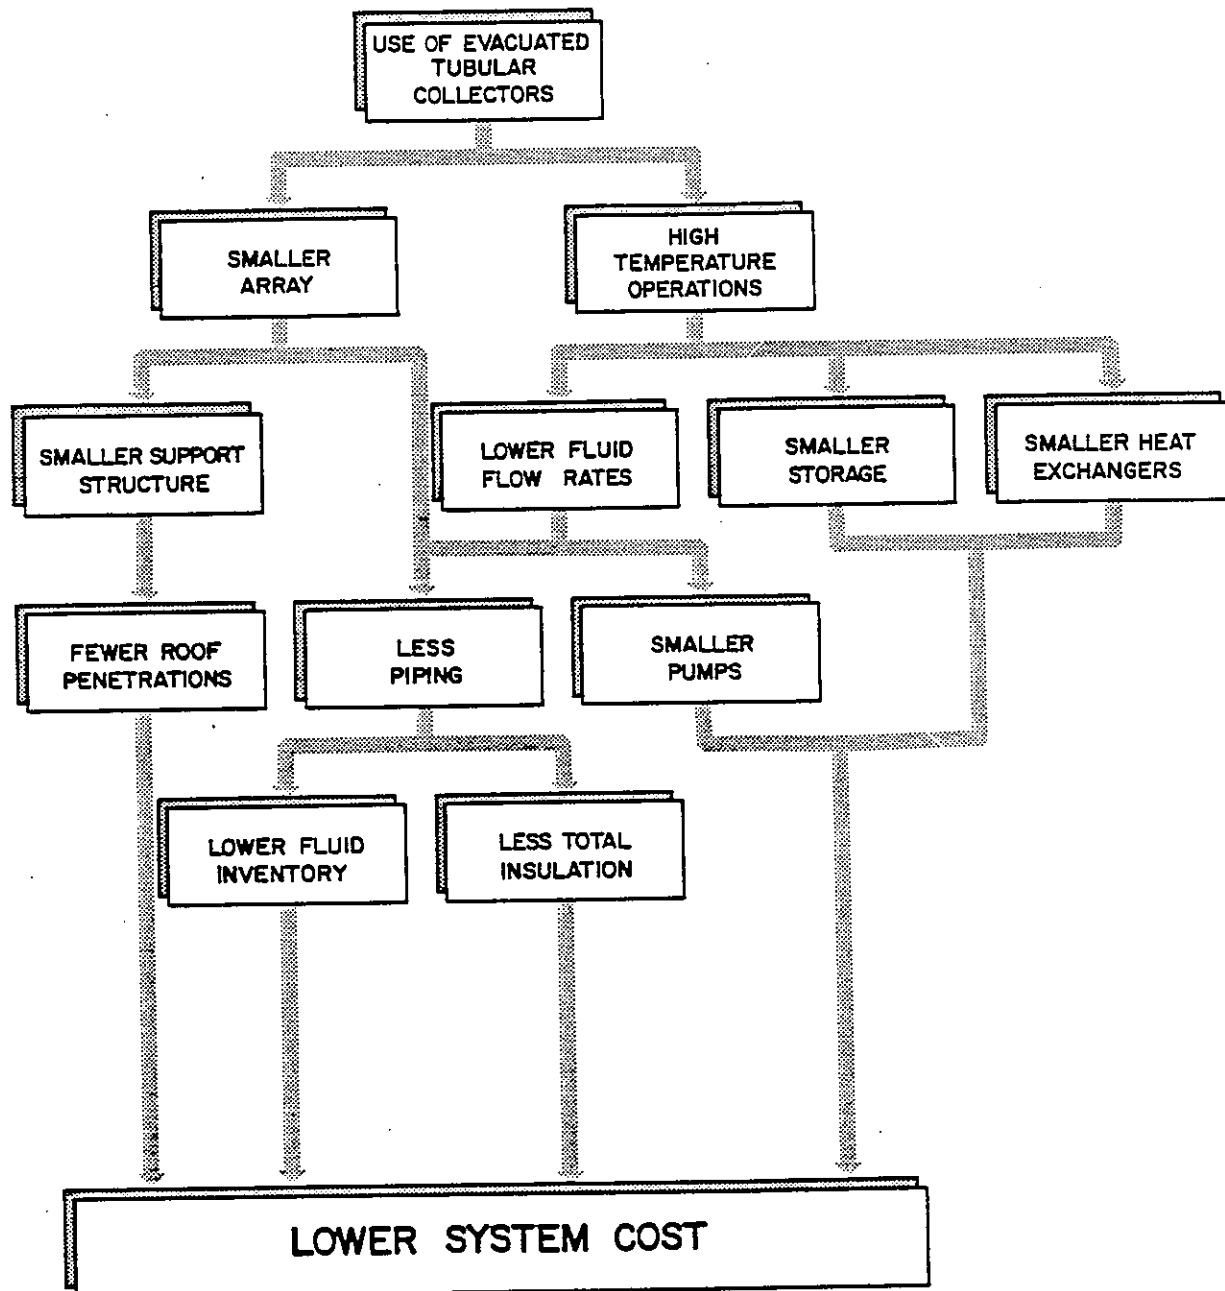 USE OF EVACUATED
TUBULAR
COLLECTORS
SMALLER
ARRAY
HIGH
TEMPERATURE
OPERATIONS
SMALLER SUPPORT
STRUCTURE
LOWER FLUID
FLOW RATES
SMALLER
STORAGE
SMALLER HEAT
EXCHANGERS
FEWER ROOF
PENETRATIONS
LESS
PIPING
SMALLER
PUMPS
LOWER FLUID
INVENTORY
LESS TOTAL
INSULATION
LOWER SYSTEM COST